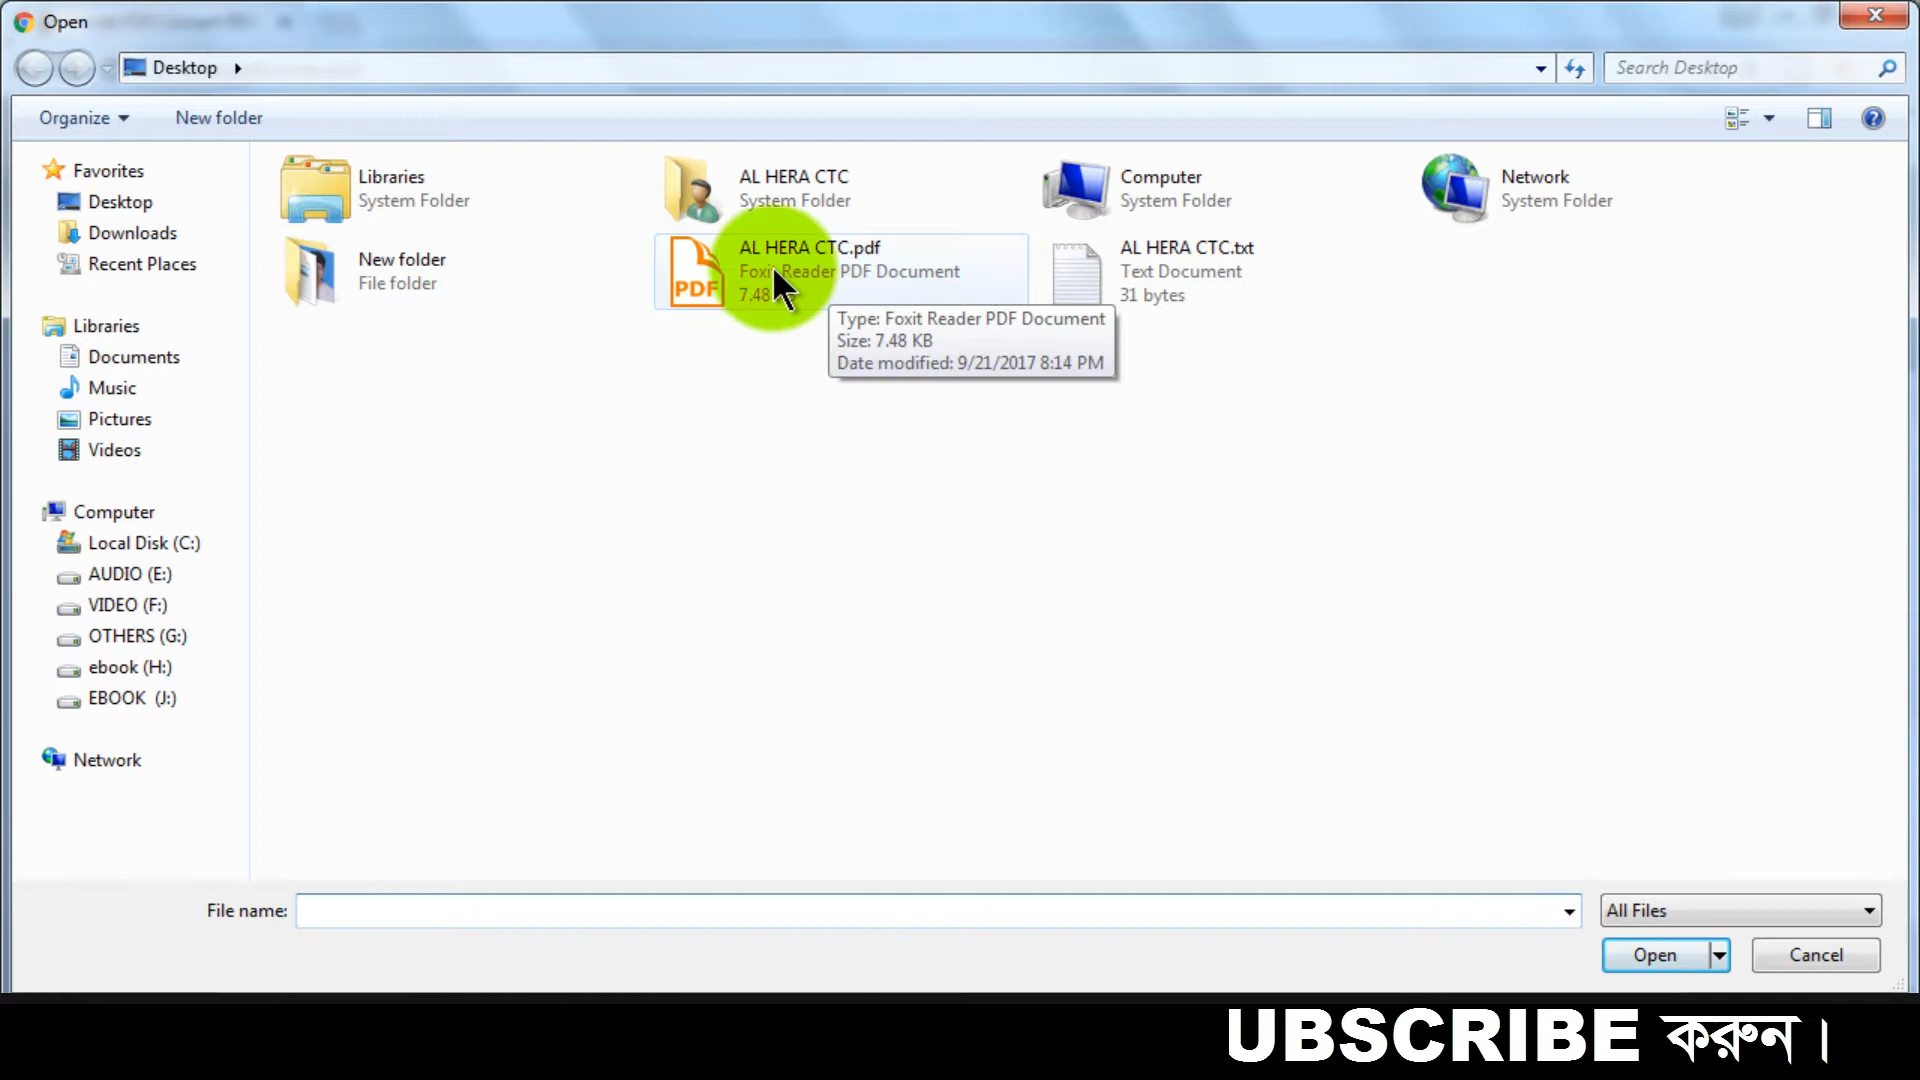 Open
Desktop
Search Desktop
Organize
New folder
Favorites
Desktop
Downloads
Recent Places
Libraries
Documents
Music
Pictures
Videos
Computer
Local Disk (C:)
AUDIO (E:)
VIDEO (F:)
OTHERS (G:)
ebook (H:)
EBOOK (J:)
Network
Libraries
System Folder
AL HERA CTC
System Folder
Computer
System Folder
Network
System Folder
New folder
File folder
AL HERA CTC.pdf
Foxit Reader PDF Document
7.48
PDF
AL HERA CTC.txt
Text Document
31 bytes
Type: Foxit Reader PDF Document
Size: 7.48 KB
Date modified: 9/21/2017 8:14 PM
File name:
All Files
Open
Cancel
UBSCRIBE করুন।